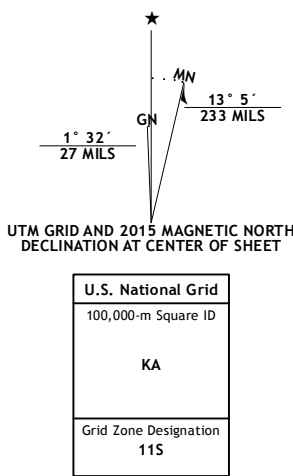 ★
MN
GN
13° 5´
233 MILS
1° 32´
27 MILS
UTM GRID AND 2015 MAGNETIC NORTH
DECLINATION AT CENTER OF SHEET
U.S. National Grid
100,000-m Square ID
KA
Grid Zone Designation
11S